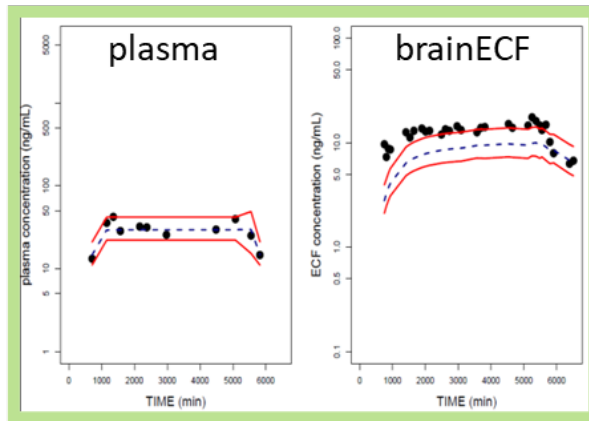 plasma
plasma concentration (ng/mL)
5000
500
100
50
10
5
1
0 1000 2000 3000 4000 5000 6000
TIME (min)
brainECF
ECF concentration (ng/mL)
100.0
50.0
10.0
5.0
1.0
0.5
0.1
0 1000 2000 3000 4000 5000 6000
TIME (min)